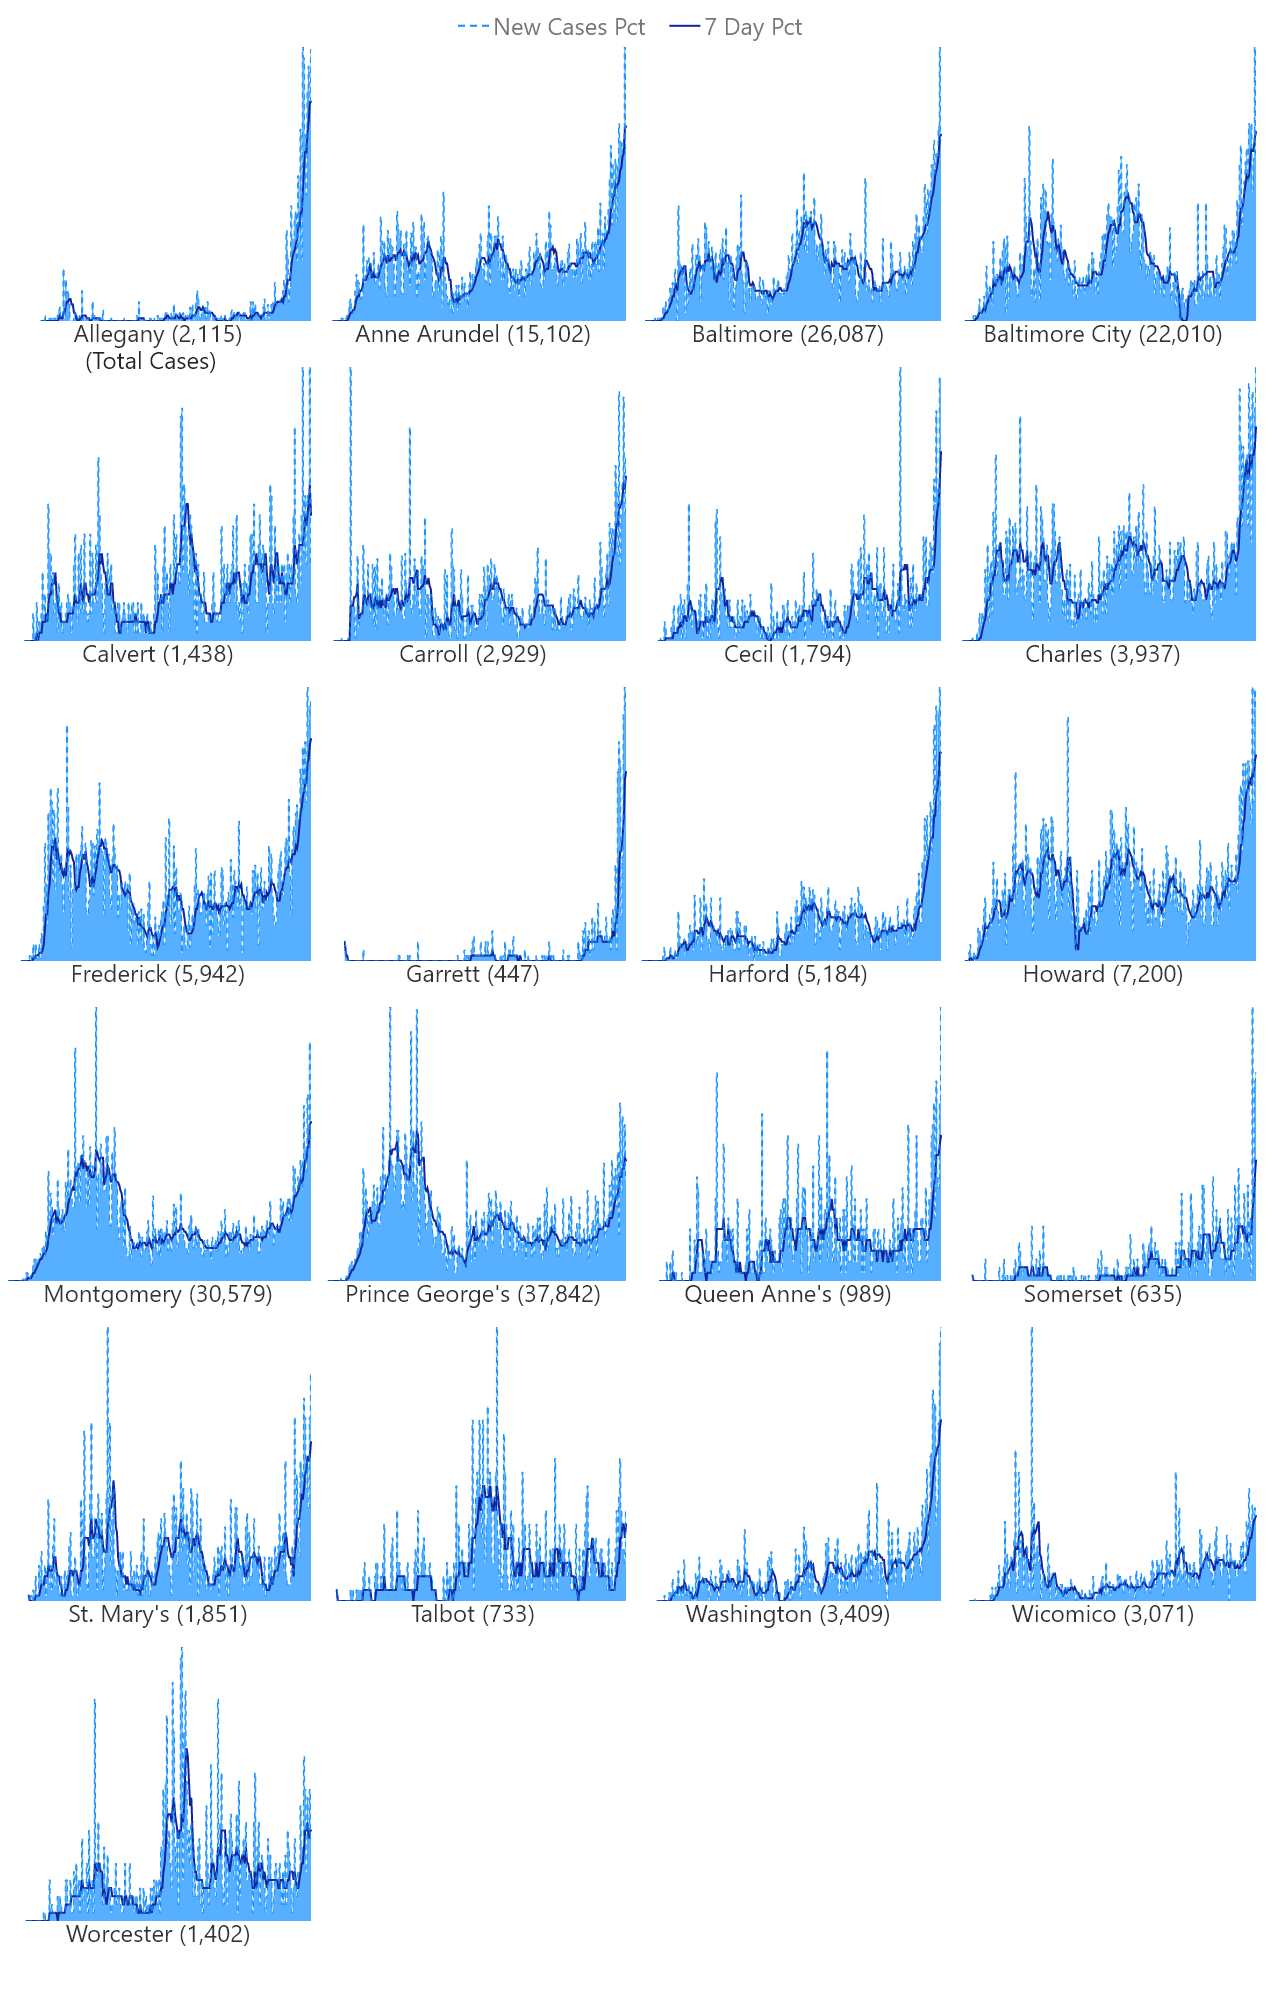 New Cases Pct 7 Day Pct
Allegany (2,115)
(Total Cases)
Anne Arundel (15,102)
Baltimore (26,087)
Baltimore City (22,010)
Calvert (1,438)
Carroll (2,929)
Cecil (1,794)
Charles (3,937)
Frederick (5,942)
Garrett (447)
Harford (5,184)
Howard (7,200)
Montgomery (30,579)
Prince George's (37,842)
Queen Anne's (989)
Somerset (635)
St. Mary's (1,851)
Talbot (733)
Washington (3,409)
Wicomico (3,071)
Worcester (1,402)